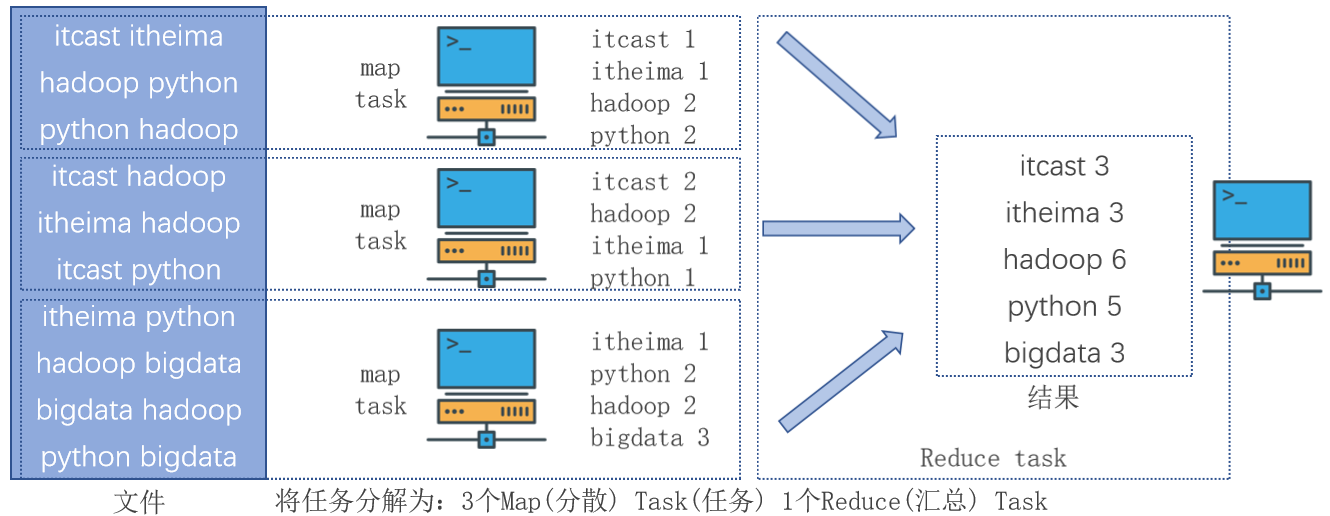 itcast itheima
hadoop python
python hadoop
itcast hadoop
itheima hadoop
itcast python
itheima python
hadoop bigdata
bigdata hadoop
python bigdata
文件
map
task
>_
itcast 1
itheima 1
hadoop 2
python 2
map
task
>_
itcast 2
hadoop 2
itheima 1
python 1
map
task
>_
itheima 1
python 2
hadoop 2
bigdata 3
itcast 3
itheima 3
hadoop 6
python 5
bigdata 3
结果
>_
Reduce task
将任务分解为: 3个Map(分散) Task(任务) 1个Reduce(汇总) Task